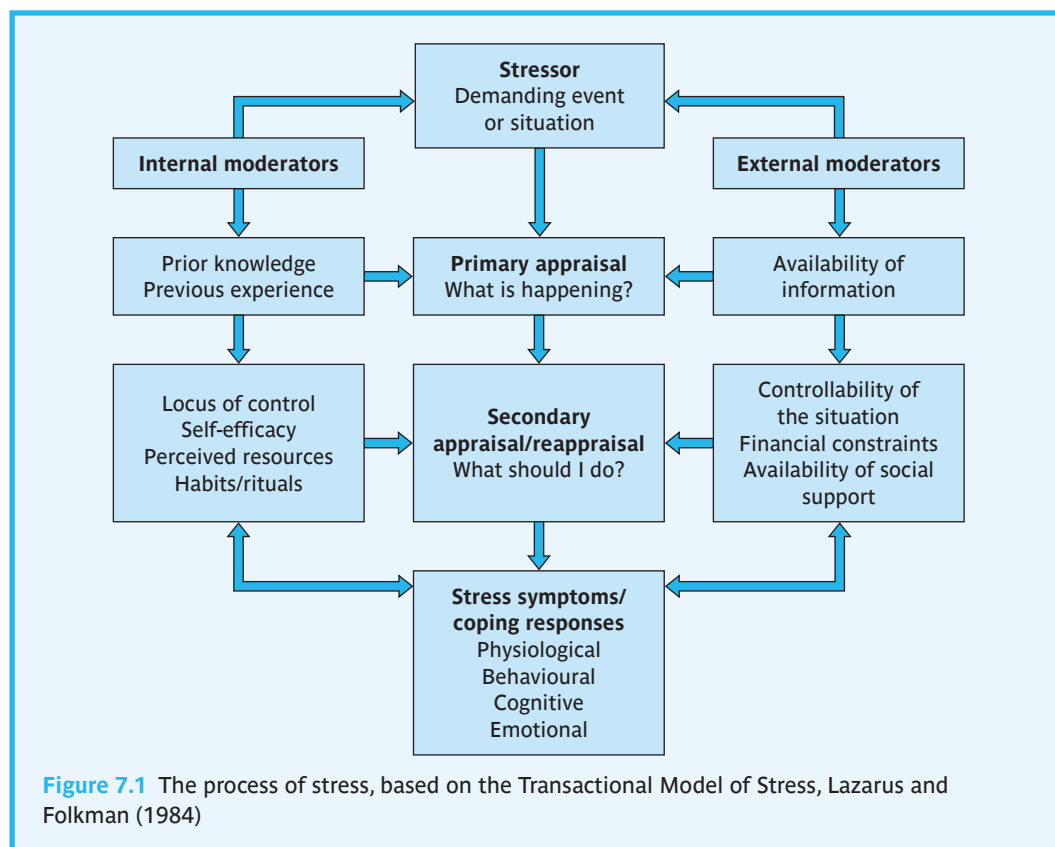 Stressor
Demanding event
or situation
Internal moderators
External moderators
Prior knowledge
Previous experience
Primary appraisal
What is happening?
Availability of
information
Locus of control
Self-efficacy
Perceived resources
Habits/rituals
Secondary
appraisal/reappraisal
What should I do?
Controllability of
the situation
Financial constraints
Availability of social
support
Stress symptoms/
coping responses
Physiological
Behavioural
Cognitive
Emotional
Figure 7.1 The process of stress, based on the Transactional Model of Stress, Lazarus and
Folkman (1984)